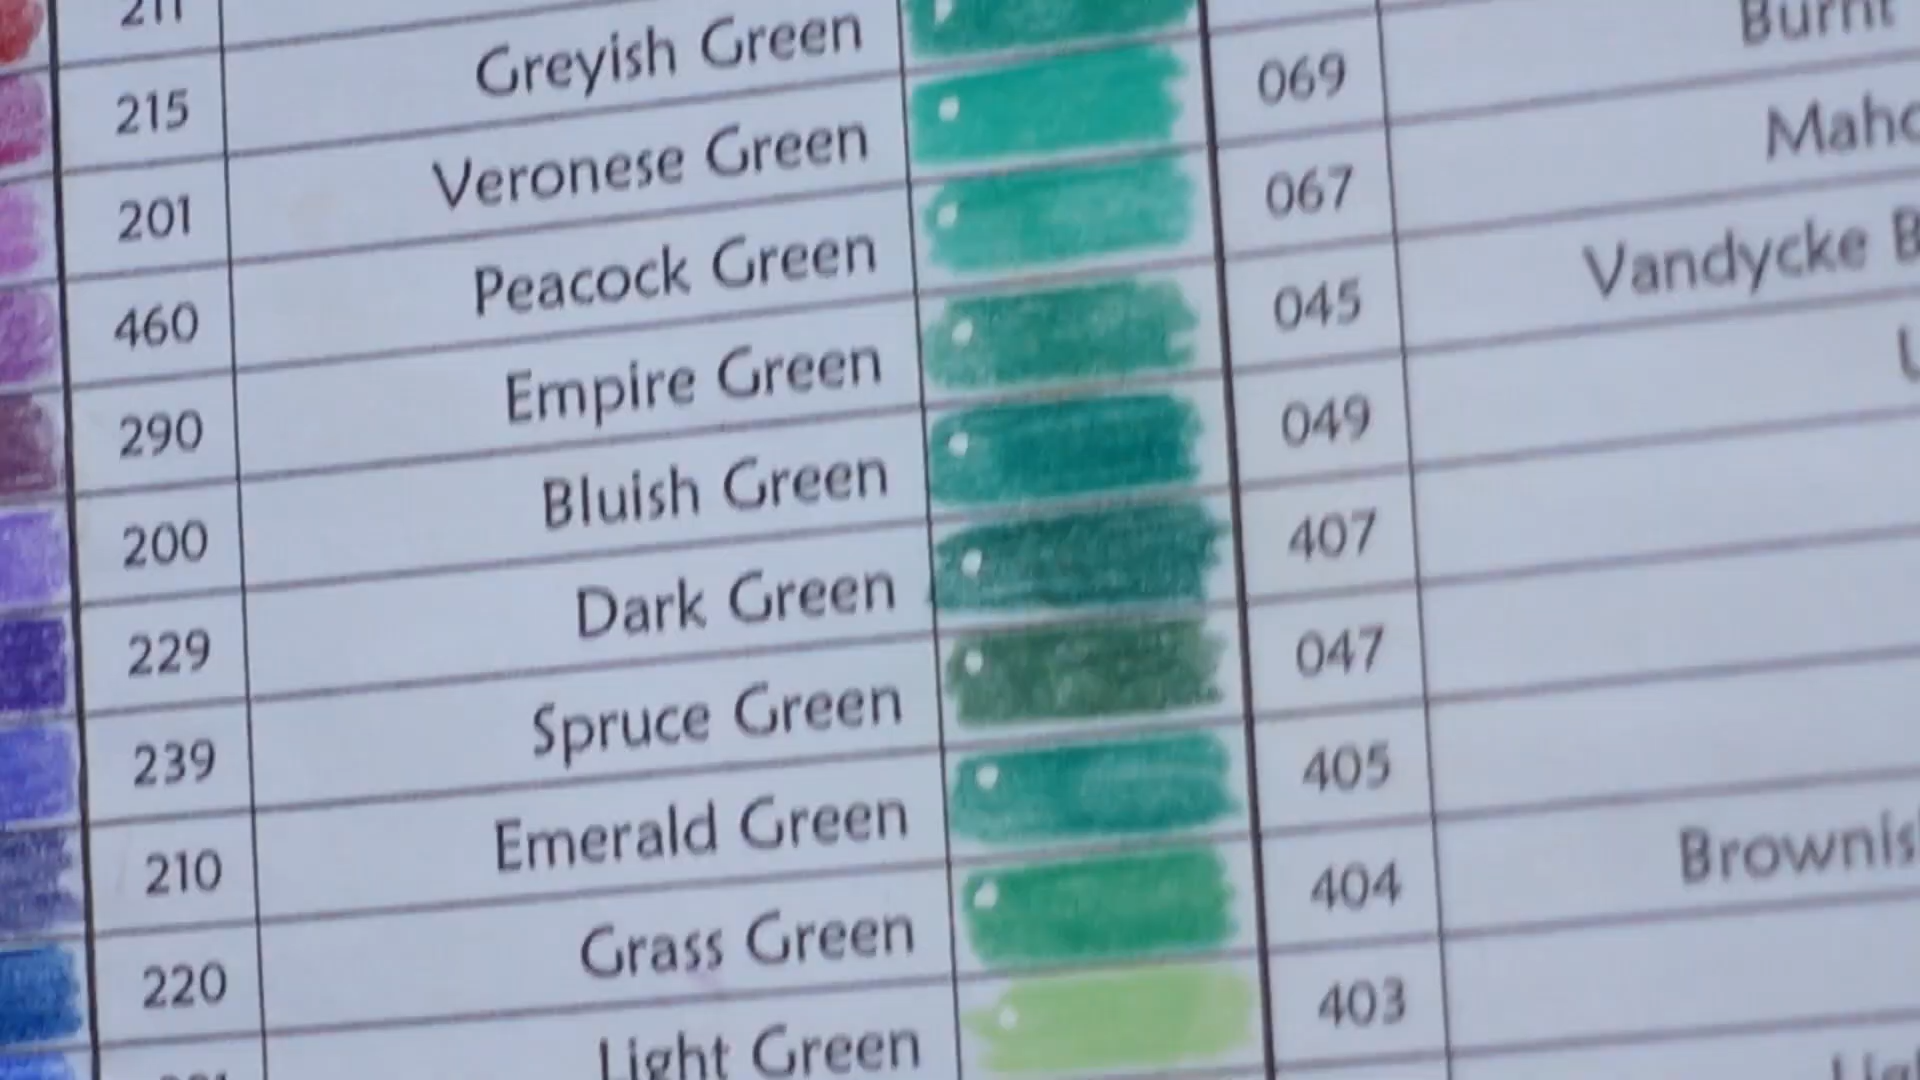 211
Greyish Green
Burnt
215
Veronese Green
069
201
Peacock Green
067
460
Empire Green
045
Vandycke
290
Bluish Green
049
200
Dark Green
407
229
Spruce Green
047
239
Emerald Green
405
210
Grass Green
404
220
Light Green
403